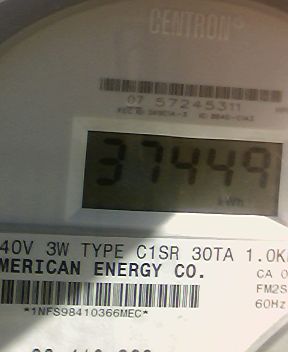 CENTRON®
07 57245311
37449
kWh
40V 3W TYPE C1SR 30TA 1.0K
MERICAN ENERGY CO.
CA 0
FM2S
60Hz
*1NFS98410366MEC*